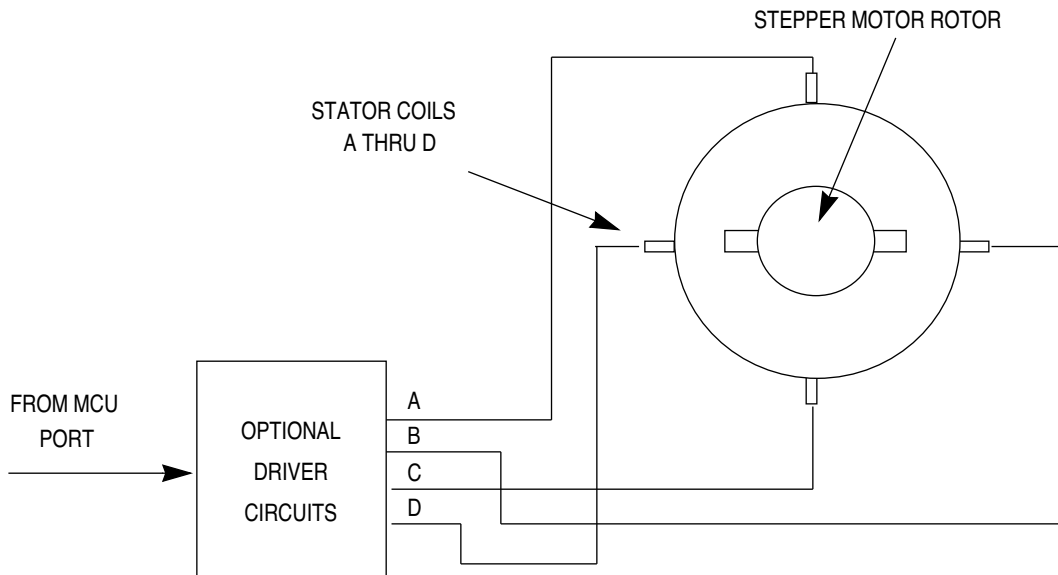 STEPPER MOTOR ROTOR
STATOR COILS
A THRU D
FROM MCU
PORT
OPTIONAL
DRIVER
CIRCUITS
A
B
C
D